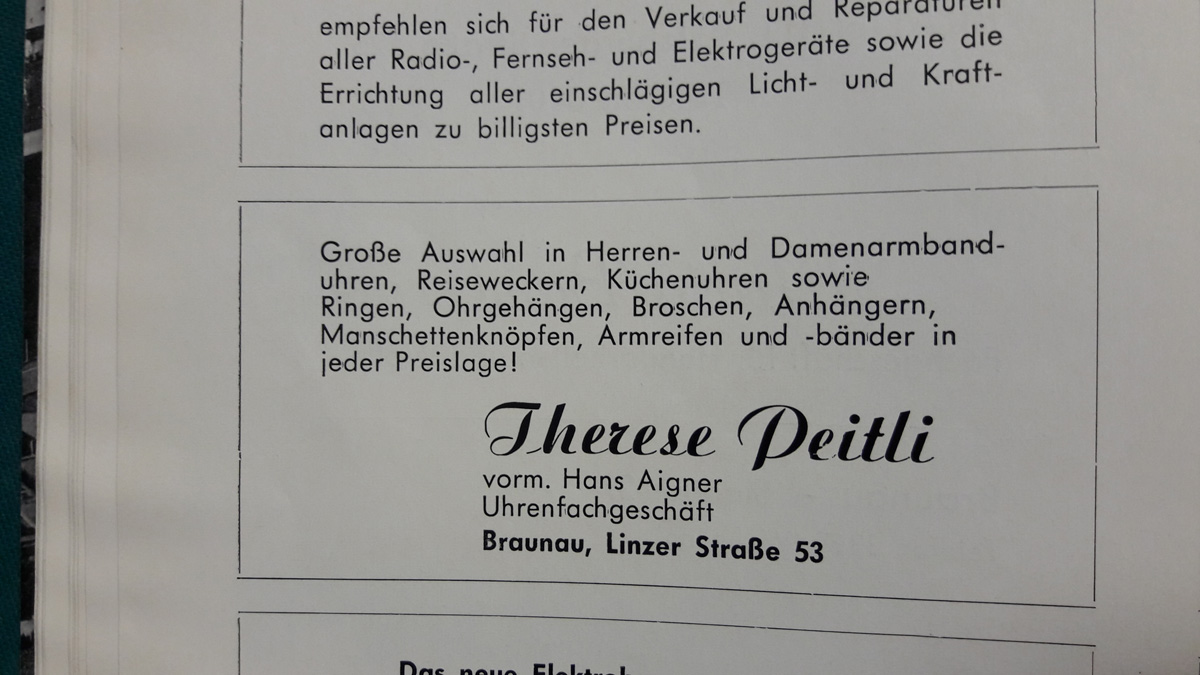 empfehlen sich für den Verkauf und Reparaturen
aller Radio-, Fernseh- und Elektrogeräte sowie die
Errichtung aller einschlägigen Licht- und Kraft-
anlagen zu billigsten Preisen.
Große Auswahl in Herren- und Damenarmband-
uhren, Reiseweckern, Küchenuhren sowie
Ringen, Ohrgehängen, Broschen, Anhängern,
Manschettenknöpfen, Armreifen und -bänder in
jeder Preislage!
Therese Peitli
vorm. Hans Aigner
Uhrenfachgeschäft
Braunau, Linzer Straße 53
Das neue